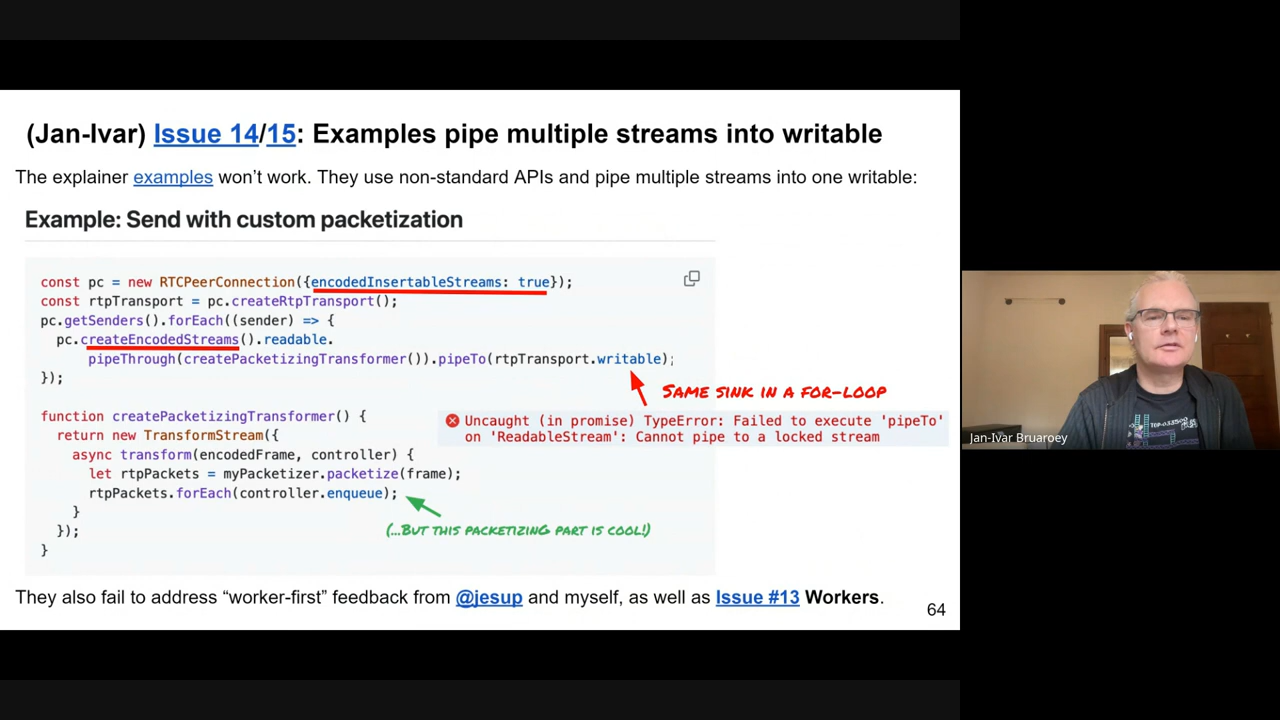 (Jan-Ivar) Issue 14/15: Examples pipe multiple streams into writable
The explainer examples won't work. They use non-standard APIs and pipe multiple streams into one writable:
Example: Send with custom packetization
const pc = new RTCPeerConnection({encodedInsertableStreams: true});
const rtpTransport = pc.createRtpTransport();
pc.getSenders().forEach((sender) => {
pc.createEncodedStreams().readable.
pipeThrough(createPacketizingTransformer()).pipeTo(rtpTransport.writable);
});
SAME SINK IN A FOR-LOOP
function createPacketizingTransformer() {
Uncaught (in promise) TypeError: Failed to execute 'pipeTo'
on 'ReadableStream': Cannot pipe to a locked stream
return new TransformStream({
async transform(encodedFrame, controller) {
let rtpPackets = myPacketizer.packetize(frame);
rtpPackets.forEach(controller.enqueue);
}
(...BUT THIS PACKETIZING PART IS COOL!)
});
}
They also fail to address “worker-first” feedback from @jesup and myself, as well as Issue #13 Workers.
64
Jan-Ivar Bruaroey